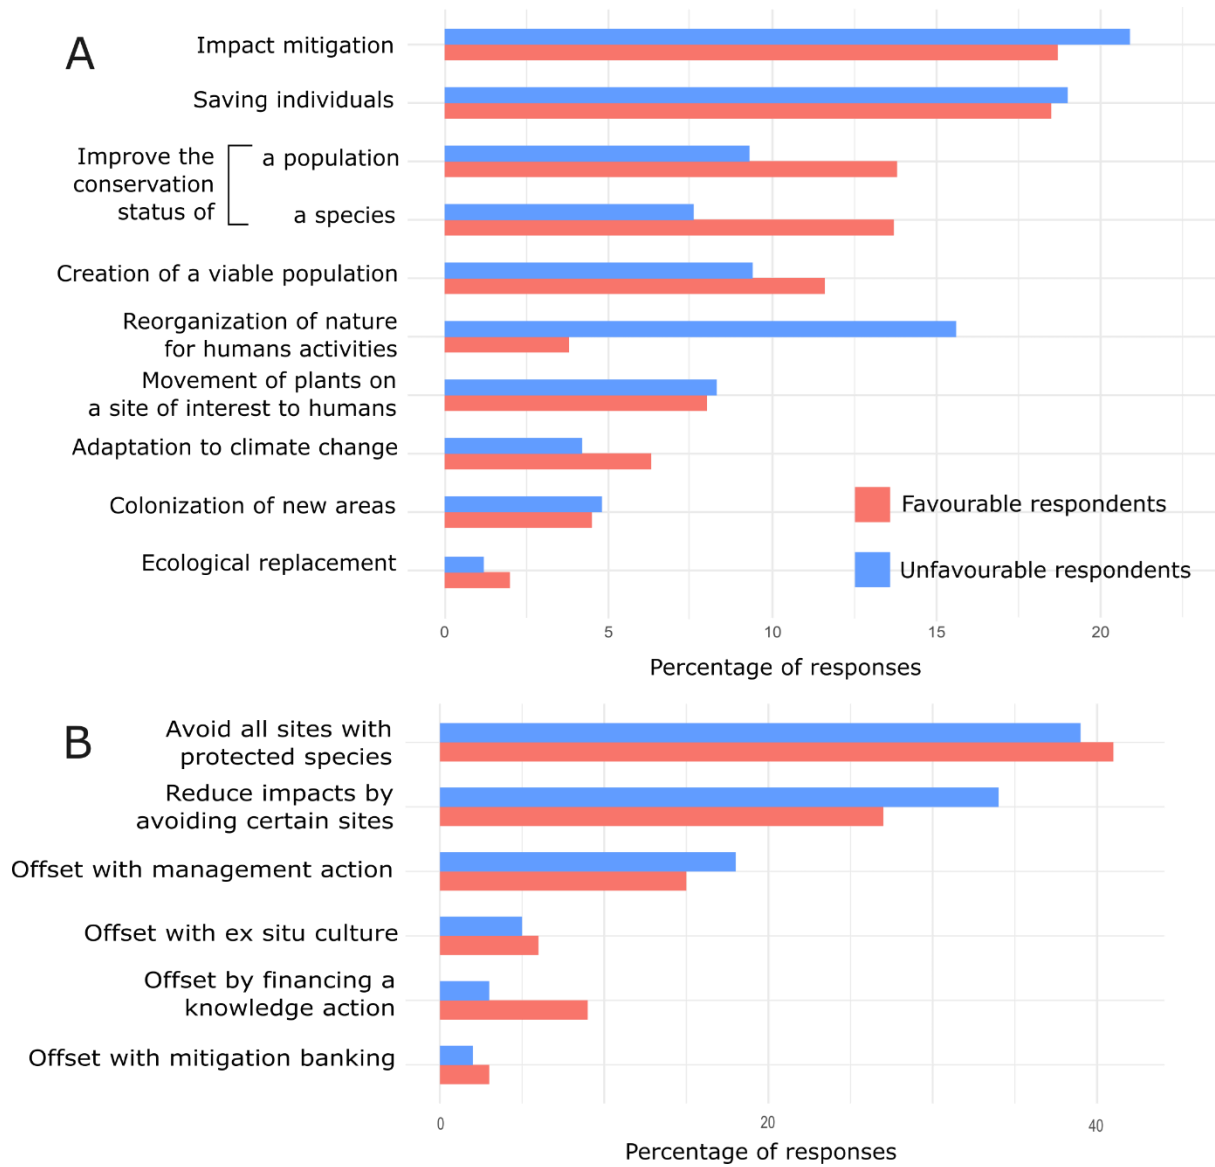 A
Impact mitigation
Saving individuals
Improve the
conservation
status of
a population
a species
Creation of a viable population
Reorganization of nature
for humans activities
Movement of plants on
a site of interest to humans
Adaptation to climate change
Colonization of new areas
Ecological replacement
Favourable respondents
Unfavourable respondents
0 5 10 15 20
Percentage of responses
B
Avoid all sites with
protected species
Reduce impacts by
avoiding certain sites
Offset with management action
Offset with ex situ culture
Offset by financing a
knowledge action
Offset with mitigation banking
0 20 40
Percentage of responses